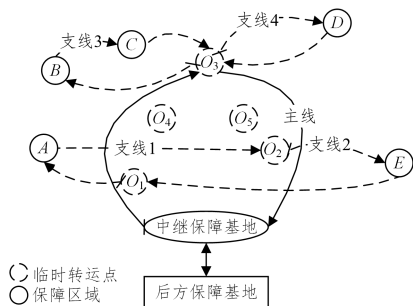 支线3 C 支线4 D
B O₃
O₄ O₅ 主线
A 支线1 O₂ 支线2
O₁ E
中继保障基地
临时转运点
保障区域
后方保障基地